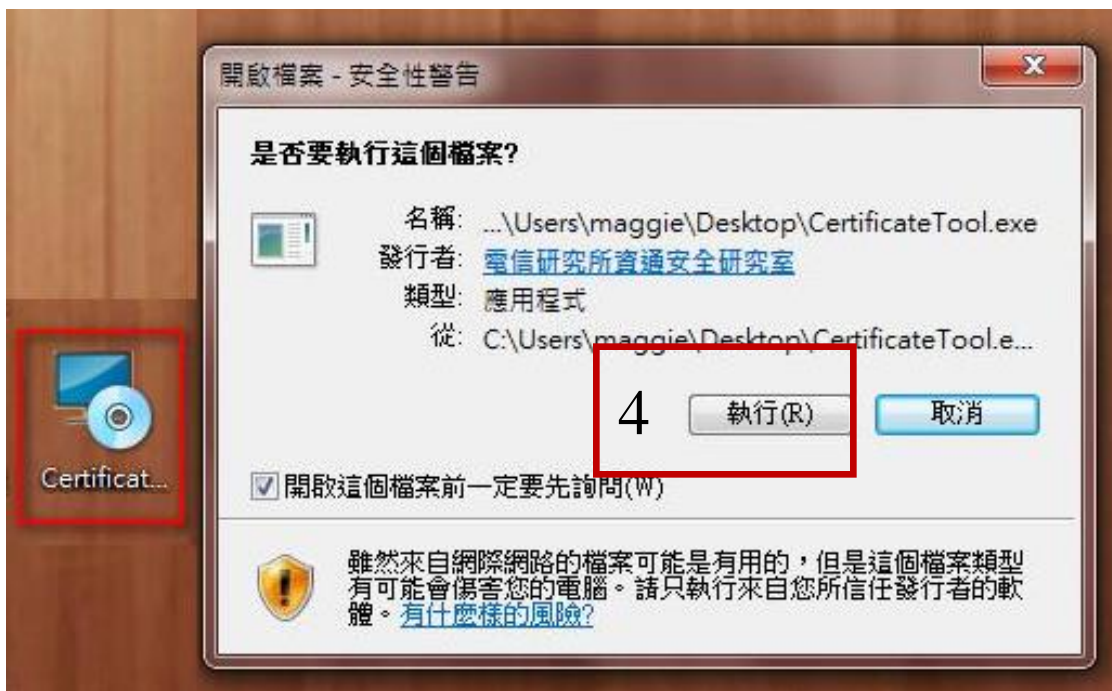 開啟檔案 - 安全性警告
是否要執行這個檔案?
名稱: ...\Users\maggie\Desktop\CertificateTool.exe
發行者: 電信研究所資通安全研究室
類型: 應用程式
從: C:\Users\maggie\Desktop\CertificateTool.e...
4 執行(R) 取消
Certificat...
開啟這個檔案前一定要先詢問(W)
雖然來自網際網路的檔案可能是有用的，但是這個檔案類型
有可能會傷害您的電腦。請只執行來自您所信任發行者的軟
體。有什麼樣的風險?